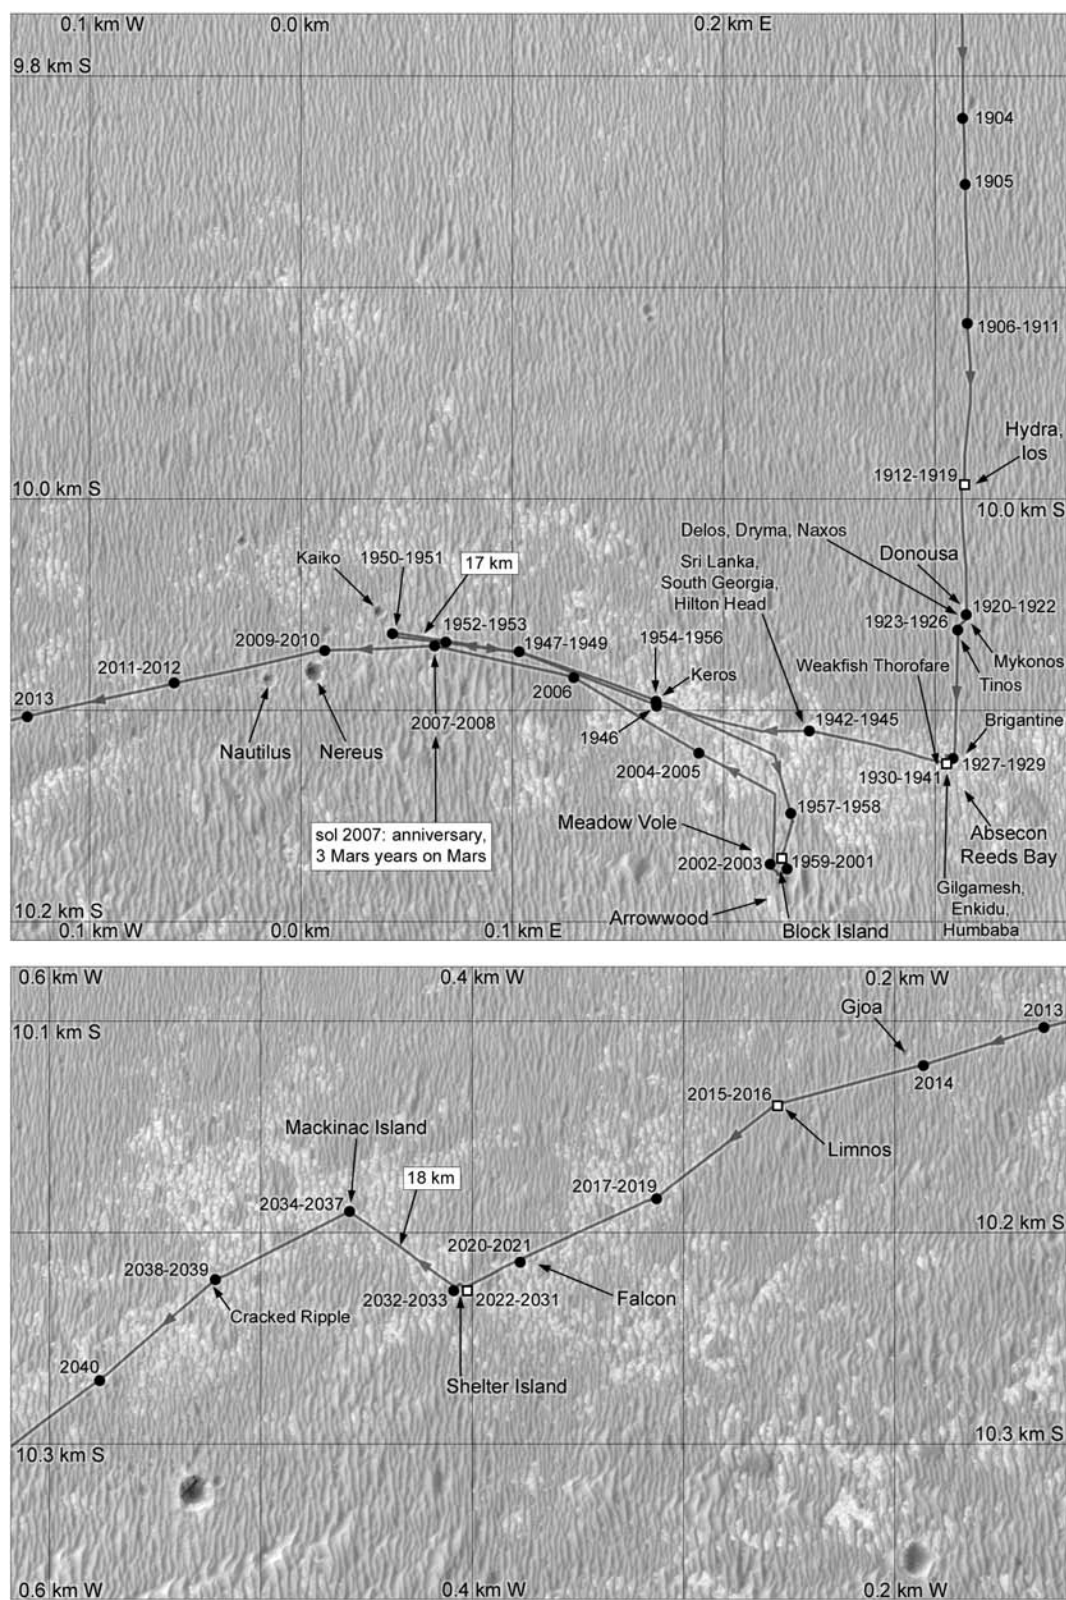 0.1 km W
0.0 km
0.2 km E
9.8 km S
1904
1905
1906-1911
Hydra,
Ios
1912-1919
10.0 km S
10.0 km S
Delos, Dryma, Naxos
Donousa
Sri Lanka,
South Georgia,
Hilton Head
Kaiko
1950-1951
17 km
1920-1922
1923-1926
1952-1953
1954-1956
2009-2010
1947-1949
Weakfish Thorofare
Mykonos
Keros
Tinos
2011-2012
2006
2013
Brigantine
2007-2008
1946
1942-1945
Nautilus
Nereus
2004-2005
1927-1929
1930-1941
1957-1958
Meadow Vole
sol 2007: anniversary,
3 Mars years on Mars
Absecon
Reeds Bay
2002-2003
1959-2001
Gilgamesh,
Enkidu,
Humbaba
10.2 km S
Arrowwood
0.1 km W
0.0 km
0.1 km E
Block Island
0.6 km W
0.4 km W
0.2 km W
10.1 km S
Gjoa
2013
2014
2015-2016
Mackinac Island
Limnos
18 km
2017-2019
2034-2037
10.2 km S
2020-2021
2038-2039
2032-2033
2022-2031
Falcon
Cracked Ripple
2040
Shelter Island
10.3 km S
10.3 km S
0.6 km W
0.4 km W
0.2 km W